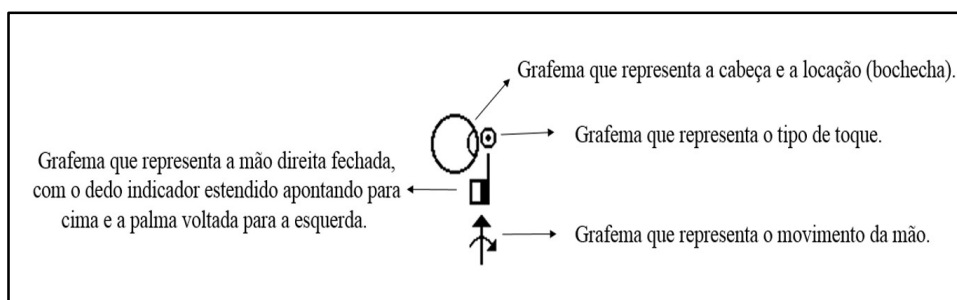 Grafema que representa a cabeça e a locação (bochecha).
Grafema que representa o tipo de toque.
Grafema que representa a mão direita fechada,
com o dedo indicador estendido apontando para
cima e a palma voltada para a esquerda.
Grafema que representa o movimento da mão.